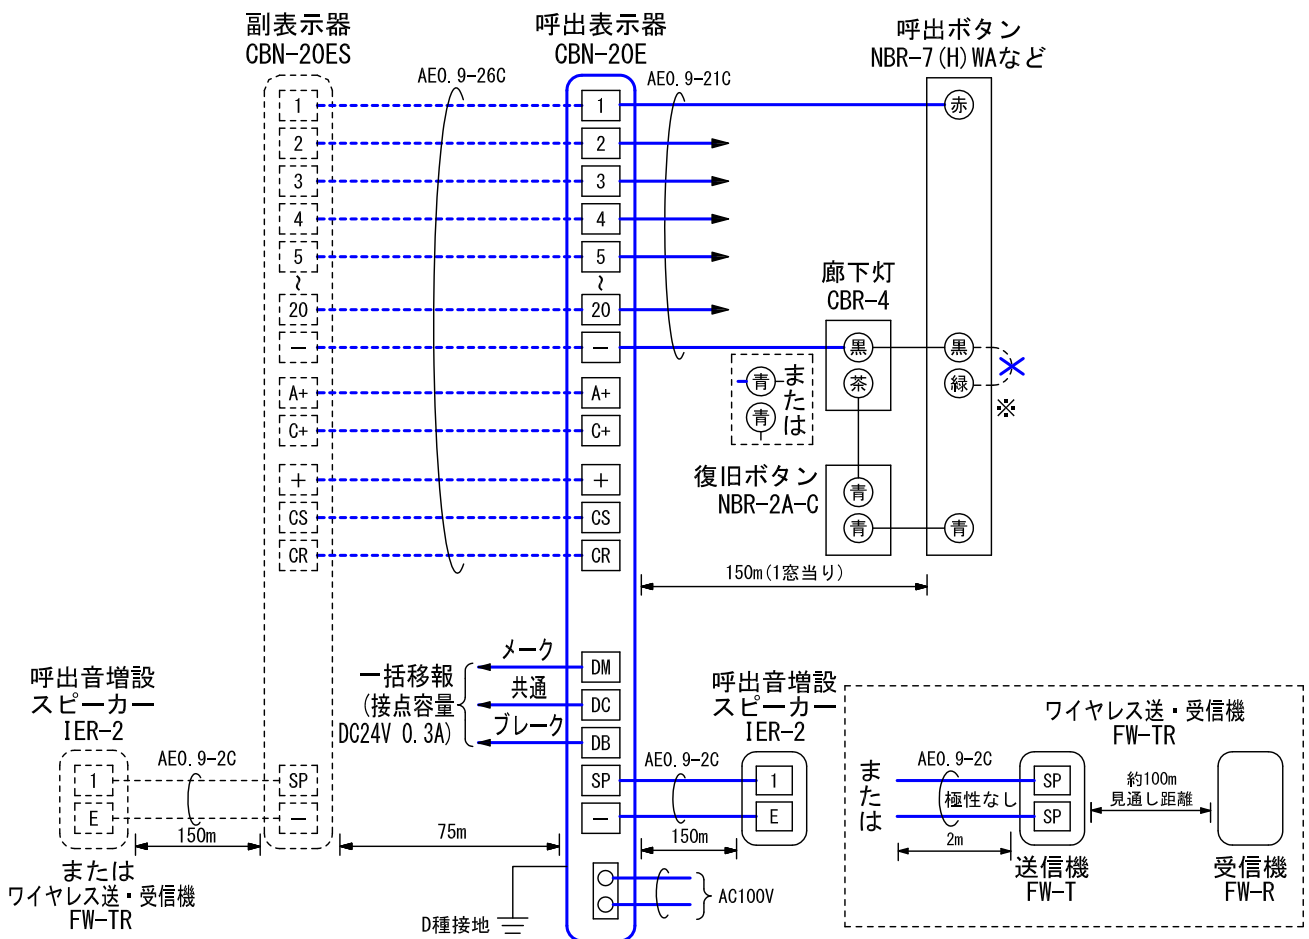 副表示器
CBN-20ES
呼出表示器
CBN-20E
呼出ボタン
NBR-7(H)WAなど
AE0.9-26C
AE0.9-21C
1
1
赤
2
2
3
3
4
4
5
5
~
~
20
20
廊下灯
CBR-4
-
-
黒
黒
茶
緑
※
青
青
または
A+
A+
C+
C+
復旧ボタン
NBR-2A-C
青
青
青
+
+
CS
CS
CR
CR
150m(1窓当り)
一括移報
(接点容量
DC24V 0.3A)
メーク
DM
共通
DC
ブレーク
DB
呼出音増設
スピーカー
IER-2
AE0.9-2C
1
E
SP
-
150m
または
ワイヤレス送・受信機
FW-TR
75m
SP
-
AE0.9-2C
150m
呼出音増設
スピーカー
IER-2
1
E
D種接地
AC100V
ワイヤレス送・受信機
FW-TR
または
AE0.9-2C
極性なし
2m
SP
SP
約100m
見通し距離
送信機
FW-T
受信機
FW-R